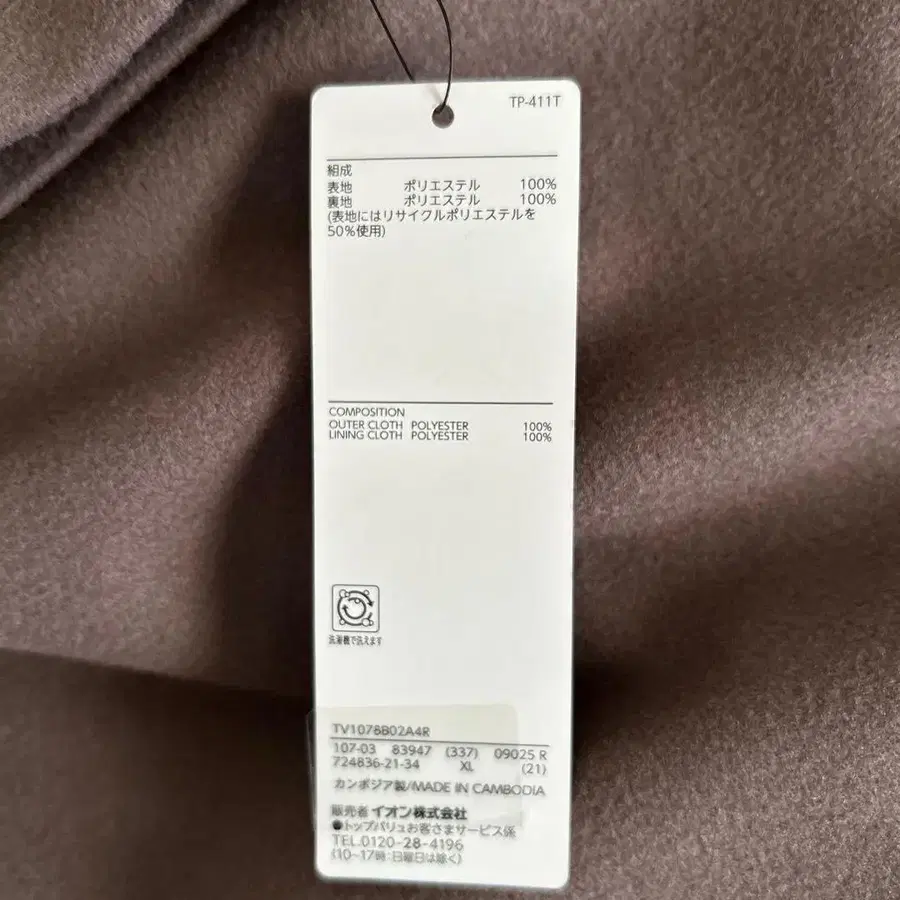 TP-411T
組成
表地 ポリエステル 100%
裏地 ポリエステル 100%
(表地にはリサイクルポリエステルを
50%使用)
COMPOSITION
OUTER CLOTH POLYESTER 100%
LINING CLOTH POLYESTER 100%
洗濯機で洗えます
TV1078B02A4R
107-03 83947 (337) 09025 R
724836-21-34 XL (21)
カンボジア製/MADE IN CAMBODIA
販売者 イオン株式会社
●トップバリュお客さまサービス係
TEL.0120-28-4196
(10~17時:日曜日は除く)